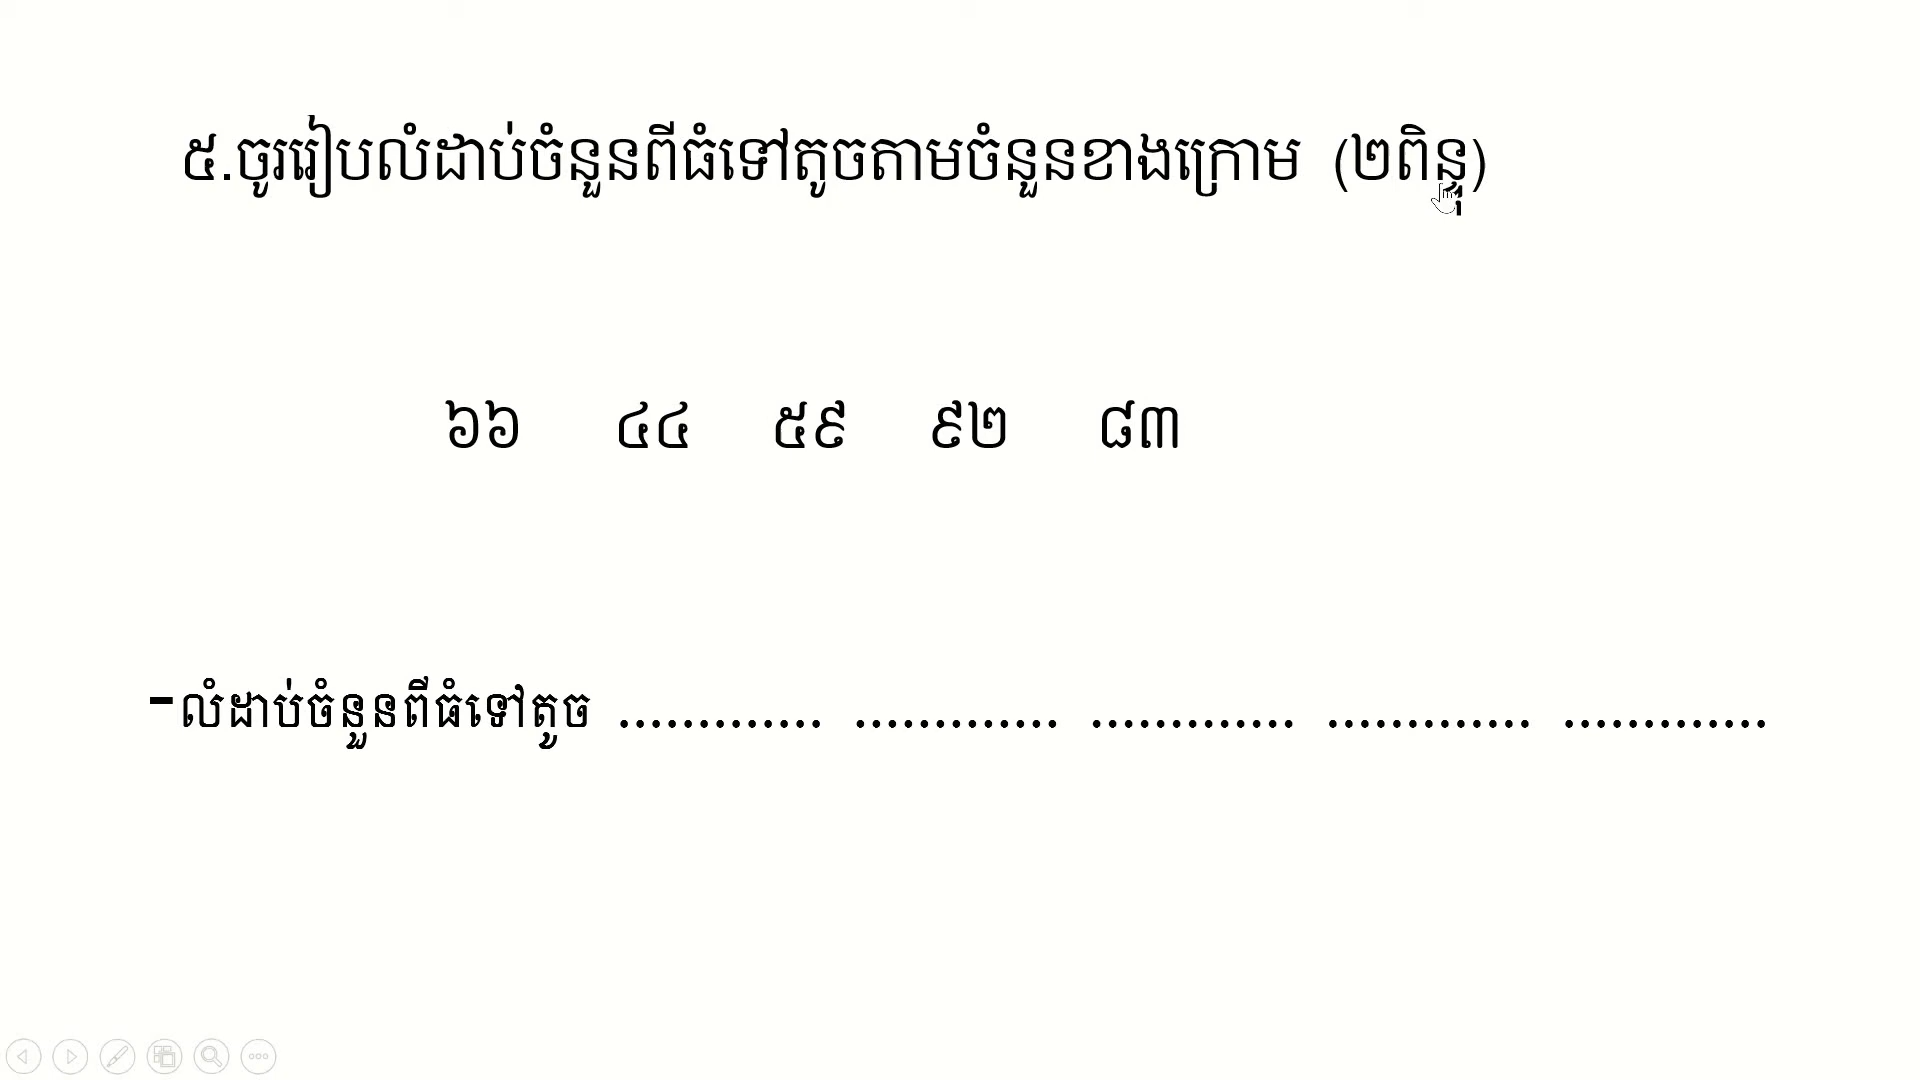 ៥.ចូររៀបលំដាប់ចំនួនពីធំទៅតូចតាមចំនួនខាងក្រោម (២ពិន្ទុ)
៦៦ ៤៤ ៥៩ ៩២ ៨៣
-លំដាប់ចំនួនពីធំទៅតូច ............. ............. ............. ............. .............